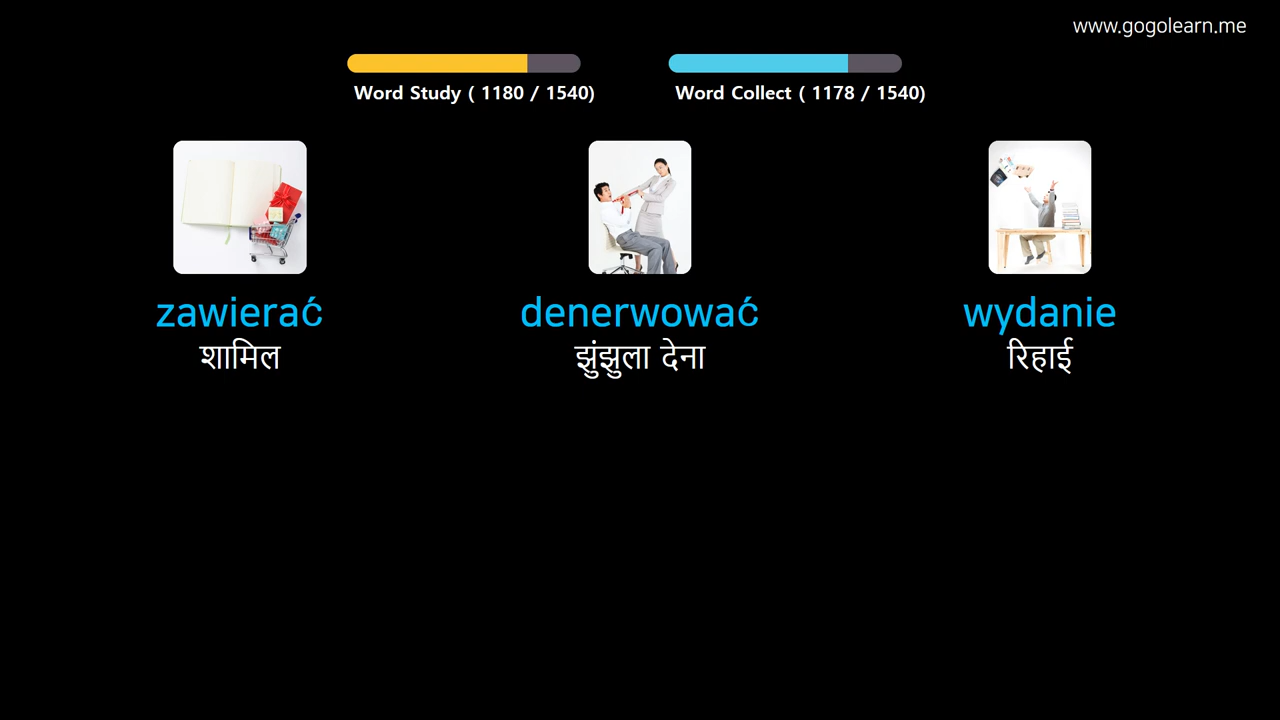 www.gogolearn.me
Word Study ( 1180 / 1540)
Word Collect ( 1178 / 1540)
zawierać
शामिल
denerwować
झुंझुला देना
wydanie
रिहाई